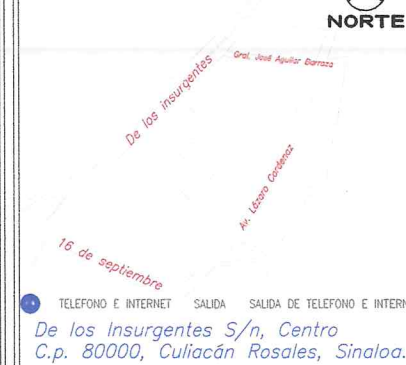 NORTE
Gral. José Aguilar Barraza
De los insurgentes
Av. Lázaro Cardenaz
16 de septiembre
TELEFONO E INTERNET SALIDA SALIDA DE TELEFONO E INTERN
De los Insurgentes S/n, Centro
C.p. 80000, Culiacán Rosales, Sinaloa.